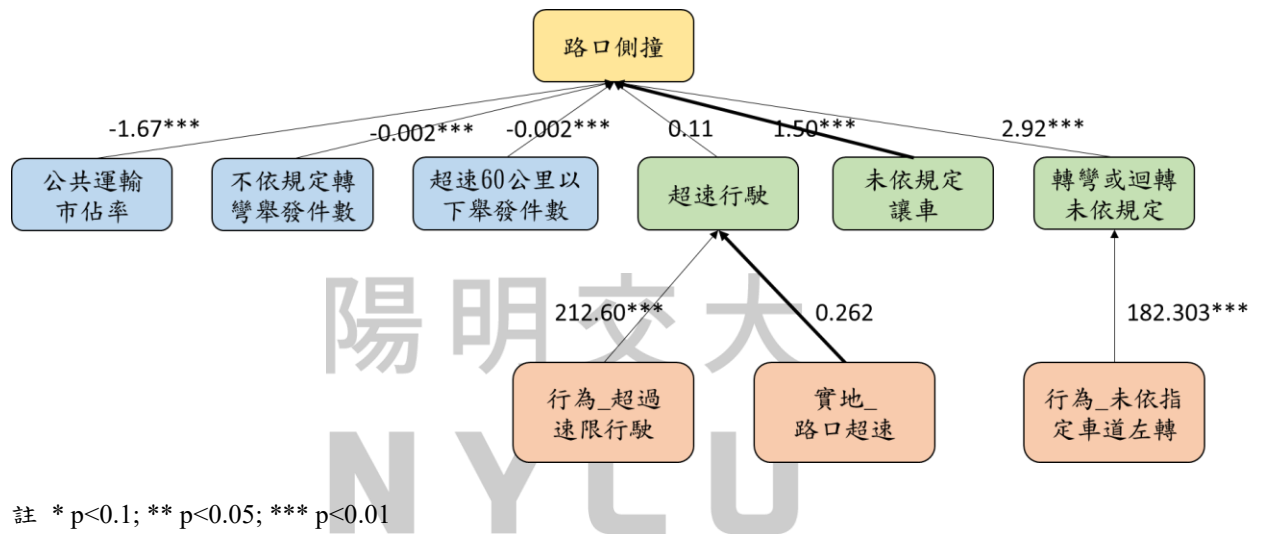 路口側撞
-1.67***
-0.002***
-0.002***
0.11
1.50***
2.92***
公共運輸
市佔率
不依規定轉
彎舉發件數
超速60公里以
下舉發件數
超速行駛
未依規定
讓車
轉彎或迴轉
未依規定
陽明交大
212.60***
0.262
182.303***
行為_超過
速限行駛
實地_
路口超速
行為_未依指
定車道左轉
NYCU
註 * p<0.1; ** p<0.05; *** p<0.01